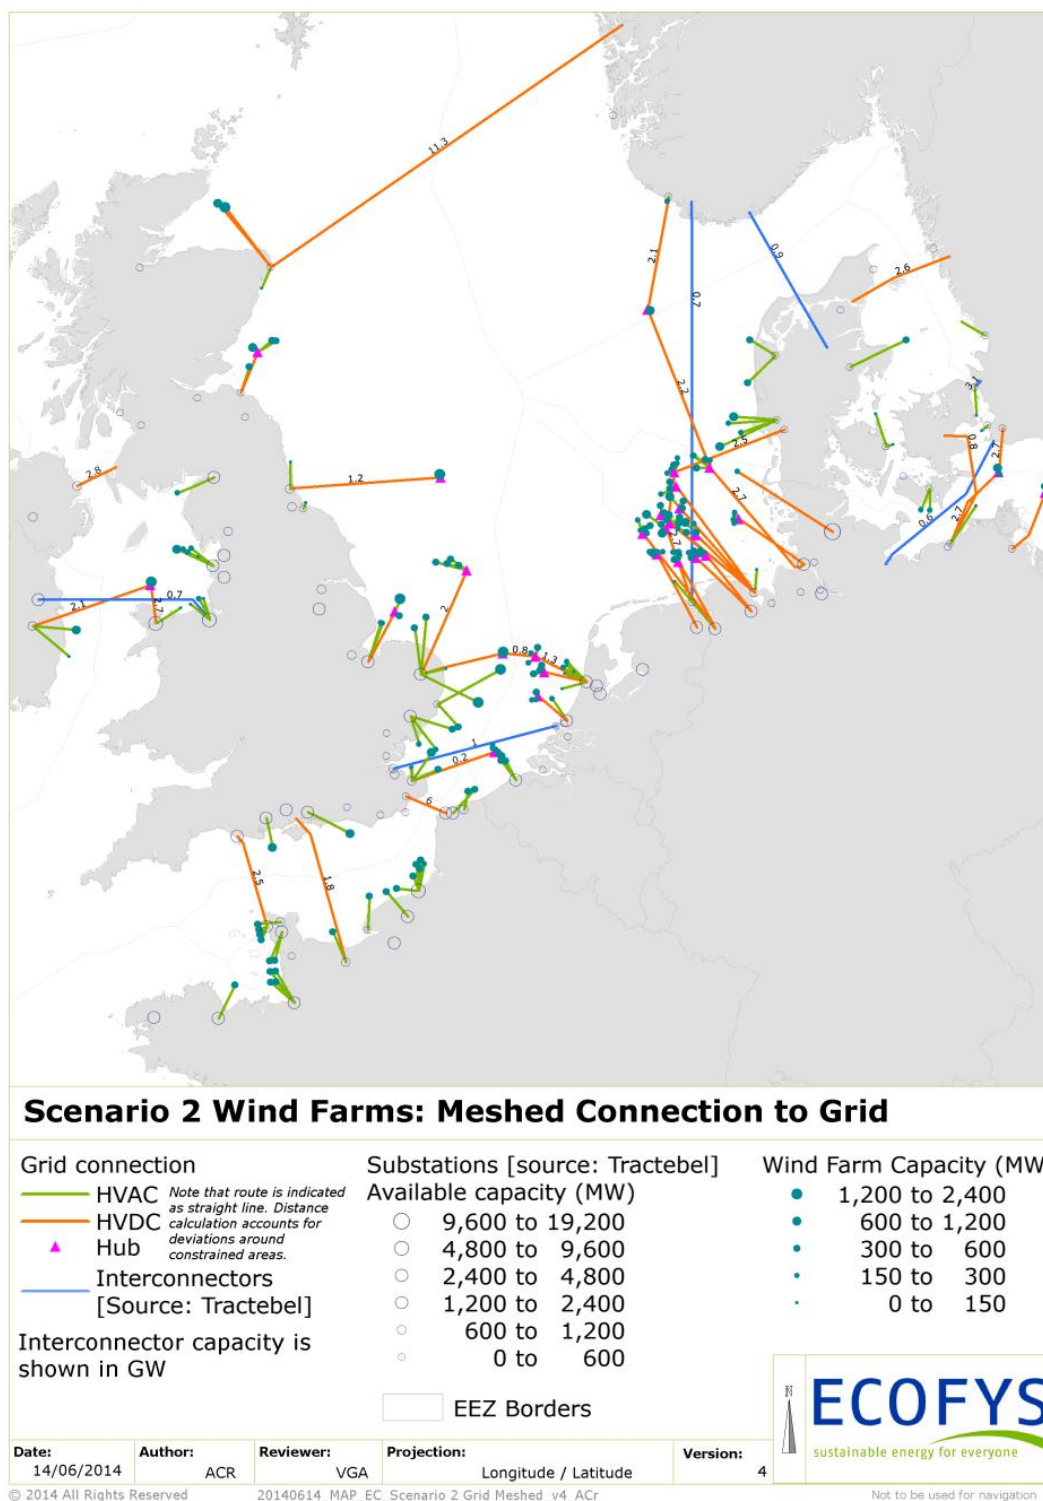 11.3
2.1
0.7
0.9
2.6
2.2
2.5
2.7
3.1
0.8
2.7
2.7
0.6
2.8
1.2
2.7
0.7
2.1
2.7
2
0.8
1.3
1
0.2
6
2.5
1.8
Scenario 2 Wind Farms: Meshed Connection to Grid
Grid connection
HVAC
HVDC
Hub
Note that route is indicated
as straight line. Distance
calculation accounts for
deviations around
constrained areas.
Interconnectors
[Source: Tractebel]
Interconnector capacity is
shown in GW
Substations [source: Tractebel]
Available capacity (MW)
9,600 to 19,200
4,800 to 9,600
2,400 to 4,800
1,200 to 2,400
600 to 1,200
0 to 600
EEZ Borders
Wind Farm Capacity (MW
1,200 to 2,400
600 to 1,200
300 to 600
150 to 300
0 to 150
N
ECOFYS
sustainable energy for everyone
Date:
14/06/2014
Author:
ACR
Reviewer:
VGA
Projection:
Longitude / Latitude
Version:
4
© 2014 All Rights Reserved
20140614_MAP_EC_Scenario 2 Grid Meshed_v4_ACr
Not to be used for navigation